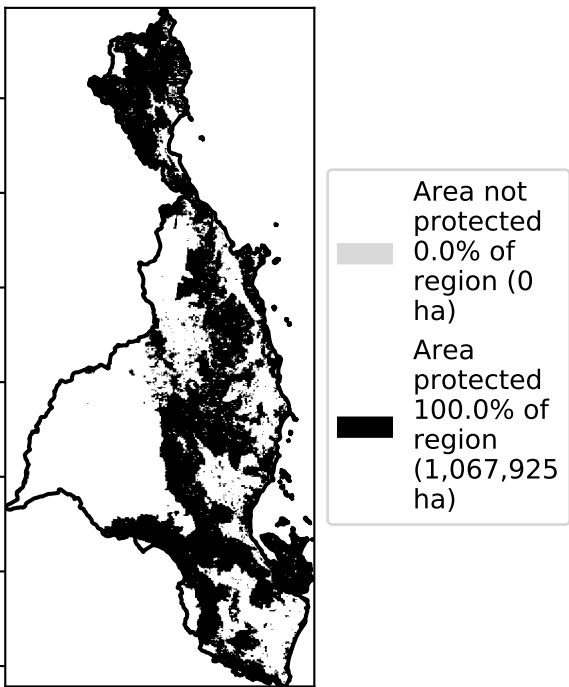 Area not
protected
0.0% of
region (0
ha)
Area
protected
100.0% of
region
(1,067,925
ha)